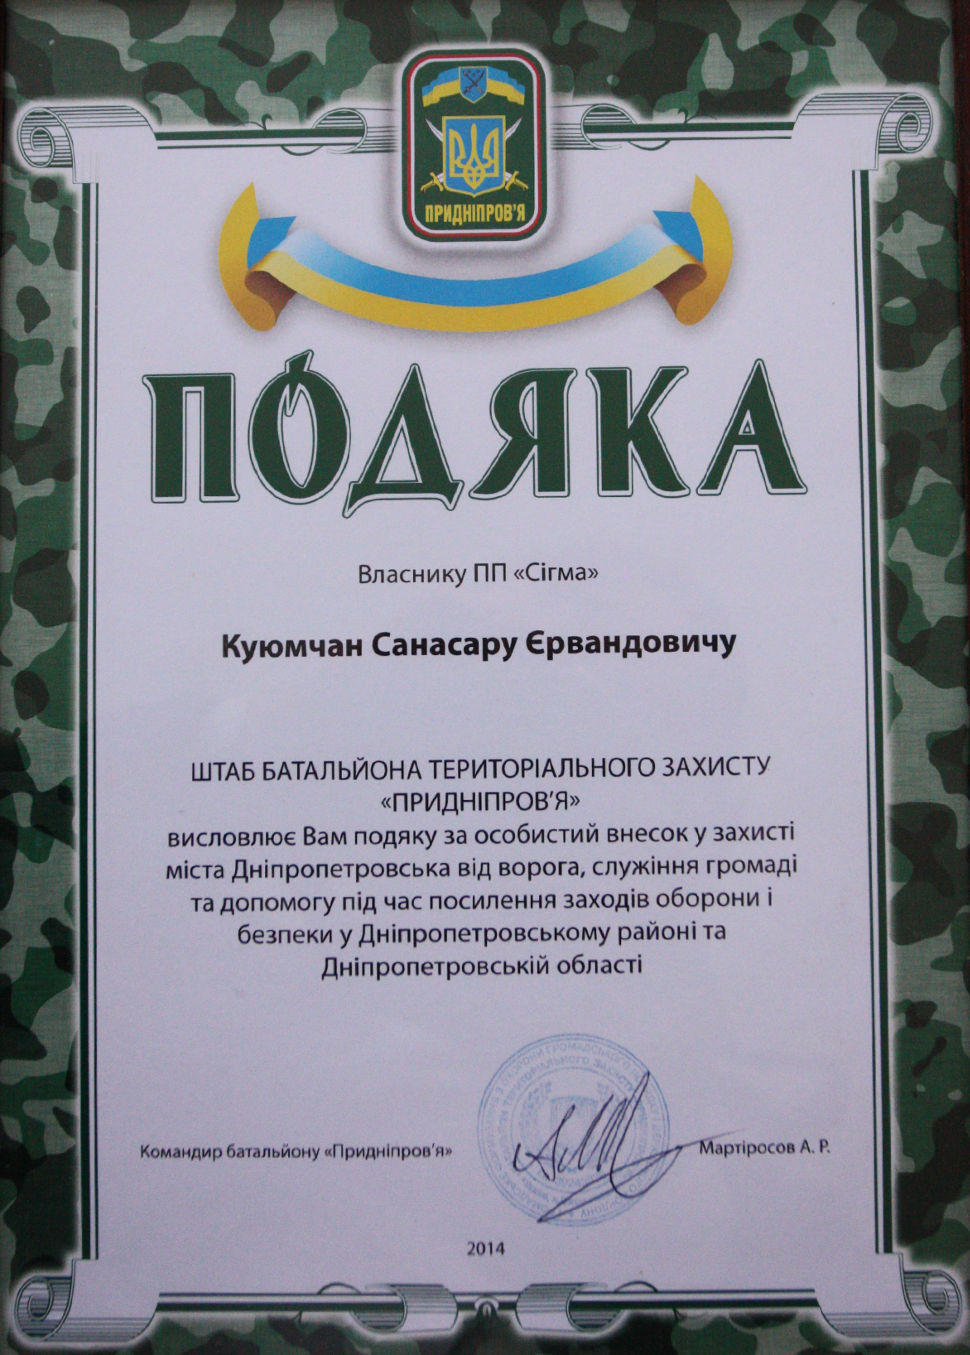 ПРИДНІПРОВ'Я
ПОДЯКА
Власнику ПП «Сігма»
Куюмчан Санасару Єрвандовичу
ШТАБ БАТАЛЬЙОНА ТЕРИТОРІАЛЬНОГО ЗАХИСТУ
«ПРИДНІПРОВ'Я»
висловлює Вам подяку за особистий внесок у захисті
міста Дніпропетровська від ворога, служіння громаді
та допомогу під час посилення заходів оборони і
безпеки у Дніпропетровському районі та
Дніпропетровській області
Командир батальйону «Придніпров'я»
Мартіросов А. Р.
2014